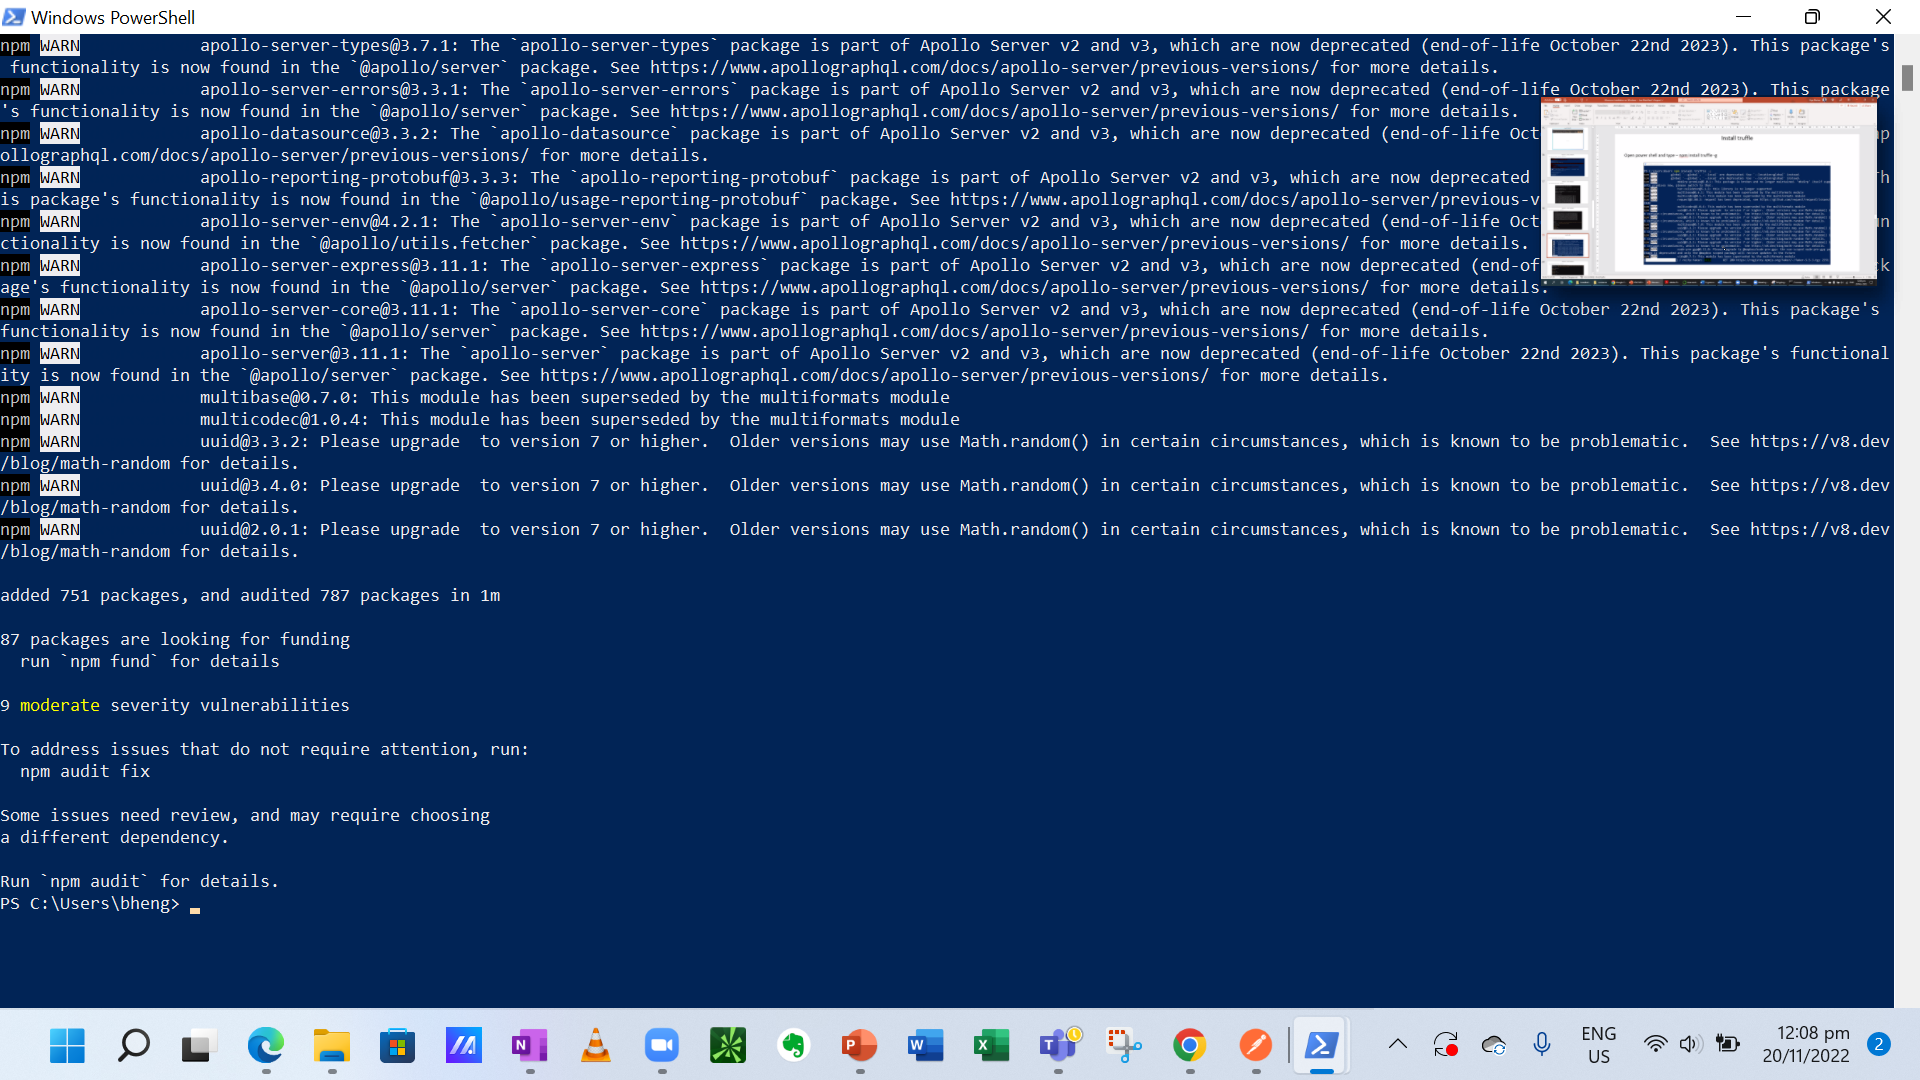 Windows PowerShell
npm WARN apollo-server-types@3.7.1: The `apollo-server-types` package is part of Apollo Server v2 and v3, which are now deprecated (end-of-life October 22nd 2023). This package's
functionality is now found in the `@apollo/server` package. See https://www.apollographql.com/docs/apollo-server/previous-versions/ for more details.
npm WARN apollo-server-errors@3.3.1: The `apollo-server-errors` package is part of Apollo Server v2 and v3, which are now deprecated (end-of-life October 22nd 2023). This package
's functionality is now found in the `@apollo/server` package. See https://www.apollographql.com/docs/apollo-server/previous-versions/ for more details.
npm WARN apollo-datasource@3.3.2: The `apollo-datasource` package is part of Apollo Server v2 and v3, which are now deprecated (end-of-life Oct
ollographql.com/docs/apollo-server/previous-versions/ for more details.
npm WARN apollo-reporting-protobuf@3.3.3: The `apollo-reporting-protobuf` package is part of Apollo Server v2 and v3, which are now deprecated
is package's functionality is now found in the `@apollo/usage-reporting-protobuf` package. See https://www.apollographql.com/docs/apollo-server/previous-v
npm WARN apollo-server-env@4.2.1: The `apollo-server-env` package is part of Apollo Server v2 and v3, which are now deprecated (end-of-life Oct
ctionality is now found in the `@apollo/utils.fetcher` package. See https://www.apollographql.com/docs/apollo-server/previous-versions/ for more details.
npm WARN apollo-server-express@3.11.1: The `apollo-server-express` package is part of Apollo Server v2 and v3, which are now deprecated (end-of
age's functionality is now found in the `@apollo/server` package. See https://www.apollographql.com/docs/apollo-server/previous-versions/ for more details.
npm WARN apollo-server-core@3.11.1: The `apollo-server-core` package is part of Apollo Server v2 and v3, which are now deprecated (end-of-life October 22nd 2023). This package's
functionality is now found in the `@apollo/server` package. See https://www.apollographql.com/docs/apollo-server/previous-versions/ for more details.
npm WARN apollo-server@3.11.1: The `apollo-server` package is part of Apollo Server v2 and v3, which are now deprecated (end-of-life October 22nd 2023). This package's functional
ity is now found in the `@apollo/server` package. See https://www.apollographql.com/docs/apollo-server/previous-versions/ for more details.
npm WARN multibase@0.7.0: This module has been superseded by the multiformats module
npm WARN multicodec@1.0.4: This module has been superseded by the multiformats module
npm WARN uuid@3.3.2: Please upgrade  to version 7 or higher.  Older versions may use Math.random() in certain circumstances, which is known to be problematic.  See https://v8.dev
/blog/math-random for details.
npm WARN uuid@3.4.0: Please upgrade  to version 7 or higher.  Older versions may use Math.random() in certain circumstances, which is known to be problematic.  See https://v8.dev
/blog/math-random for details.
npm WARN uuid@2.0.1: Please upgrade  to version 7 or higher.  Older versions may use Math.random() in certain circumstances, which is known to be problematic.  See https://v8.dev
/blog/math-random for details.
added 751 packages, and audited 787 packages in 1m
87 packages are looking for funding
run `npm fund` for details
9 moderate severity vulnerabilities
To address issues that do not require attention, run:
npm audit fix
Some issues need review, and may require choosing
a different dependency.
Run `npm audit` for details.
PS C:\Users\bheng>
Install truffle
ENG
US
12:08 pm
20/11/2022
2